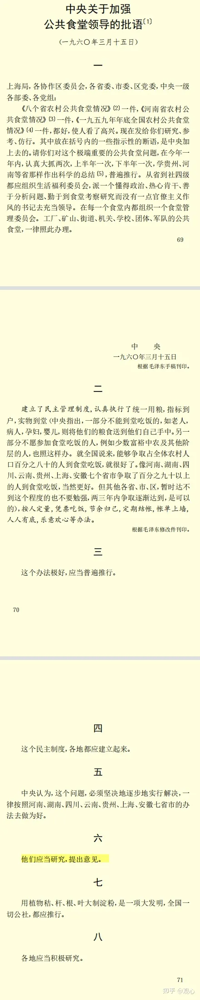 中央关于加强
公共食堂领导的批语〔1〕
（一九六〇年三月十五日）
一
上海局，各协作区委员会，各省委、市委、区党委，中央一级
各部委、各党组：
《八个省农村公共食堂情况》〔2〕一件，《河南省农村公
共食堂情况》〔3〕一件，《一九五九年年底全国农村公共食堂
情况》〔4〕一件，都好，使人看了高兴。现在发给你们研究、参
考、仿行。其中放在括号内的一些指示性的断语，是中央加
上去的。请你们对这个极端重要的公共食堂问题，在今年一
年内，认真大抓两次，上半年一次，下半年一次，学贵州、河
南等省那样作出科学的总结〔5〕，普遍推行。从省到社四级
都应组织生活福利委员会，派一个懂得政治、热心肯干、善
于分析问题、勤于到食堂考察研究而没有一点官僚主义作
风的书记去充当领导。在每一个食堂内都组织一个食堂管
理委员会。工厂、矿山、街道、机关、学校、团体、军队的公共
食堂，一律照此办理。
69
中 央
一九六〇年三月十五日
根据毛泽东手稿刊印。
二
建立了民主管理制度，认真执行了统一用粮，指标到
户，实物到堂（中央指出，一部分不能到堂吃饭的，如老人，
病人，孕妇，婴儿，则将他们的粮食送到他们自己手中。另一
部分不愿参加食堂吃饭的人，例如少数富裕中农及其他阶
层的人，也照这样办。就全国说来，能够争取占全体农村人
口百分之八十的人到食堂吃饭，就很好了。像河南、湖南、四
川、云南、贵州、上海、安徽七个省市争取了百分之九十以上
的人到食堂吃饭，当然更好。但其他各省、市、区，暂时达不
到这个程度的也不要勉强，两三年内争取逐渐达到，是可以
的），按人定量，凭票吃饭，节余归己，定期结帐，帐单上墙，
人人有底，乐意欢心等办法。
根据毛泽东修改件刊印。
三
这个办法极好，应当普遍推行。
70
四
这个民主制度，各地都应建立起来。
五
中央认为，这个问题，必须坚决地逐步地实行解决，一
律按照河南、湖南、四川、云南、贵州、上海、安徽七省市的办
法去做为好。
六
他们应当研究，提出意见。
七
用植物秸、秆、根、叶大制淀粉，是一项大发明，全国一
切公社，都应推行。
八
各地应当积极研究。
71
知乎 @观心